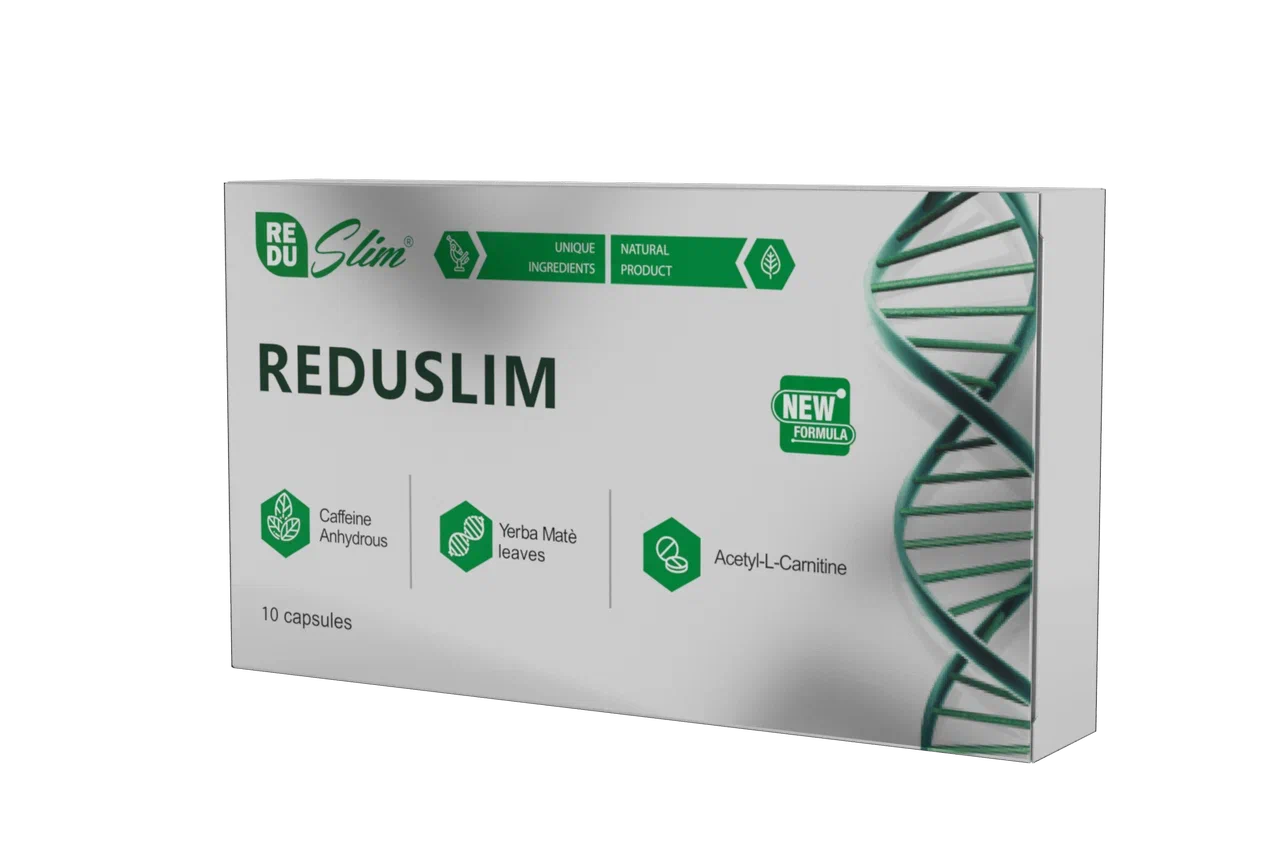 RE
DU
Slim®
UNIQUE
INGREDIENTS
NATURAL
PRODUCT
REDUSLIM
NEW
FORMULA
Caffeine
Anhydrous
Yerba Matè
leaves
Acetyl-L-Carnitine
10 capsules